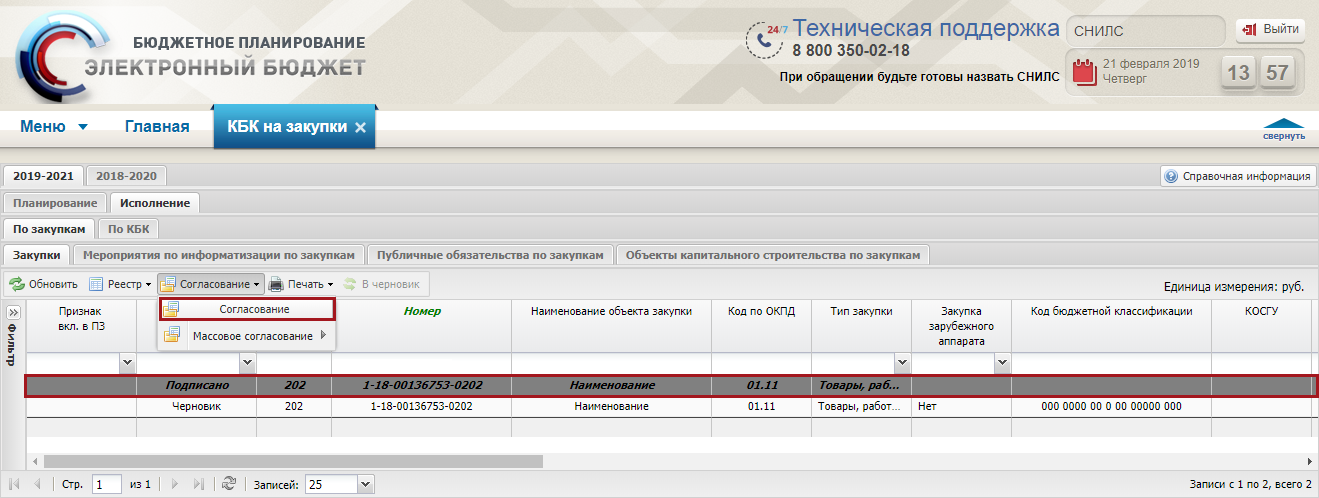 БЮДЖЕТНОЕ ПЛАНИРОВАНИЕ
ЭЛЕКТРОННЫЙ БЮДЖЕТ
24/7 Техническая поддержка
8 800 350-02-18
При обращении будьте готовы назвать СНИЛС
СНИЛС
Выйти
21 февраля 2019
Четверг
13 57
Меню Главная КБК на закупки
свернуть
2019-2021 2018-2020
Справочная информация
Планирование Исполнение
По закупкам По КБК
Закупки Мероприятия по информатизации по закупкам Публичные обязательства по закупкам Объекты капитального строительства по закупкам
Обновить Реестр Согласование Печать В черновик
Единица измерения: руб.
Согласование
Массовое согласование
Фильтр
Признак вкл. в ПЗ Номер Наименование объекта закупки Код по ОКПД Тип закупки Закупка зарубежного аппарата Код бюджетной классификации КОСГУ
Подписано 202 1-18-00136753-0202 Наименование 01.11 Товары, раб...
Черновик 202 1-18-00136753-0202 Наименование 01.11 Товары, работ... Нет 000 0000 00 0 00 00000 000
Стр. 1 из 1 Записей: 25
Записи с 1 по 2, всего 2